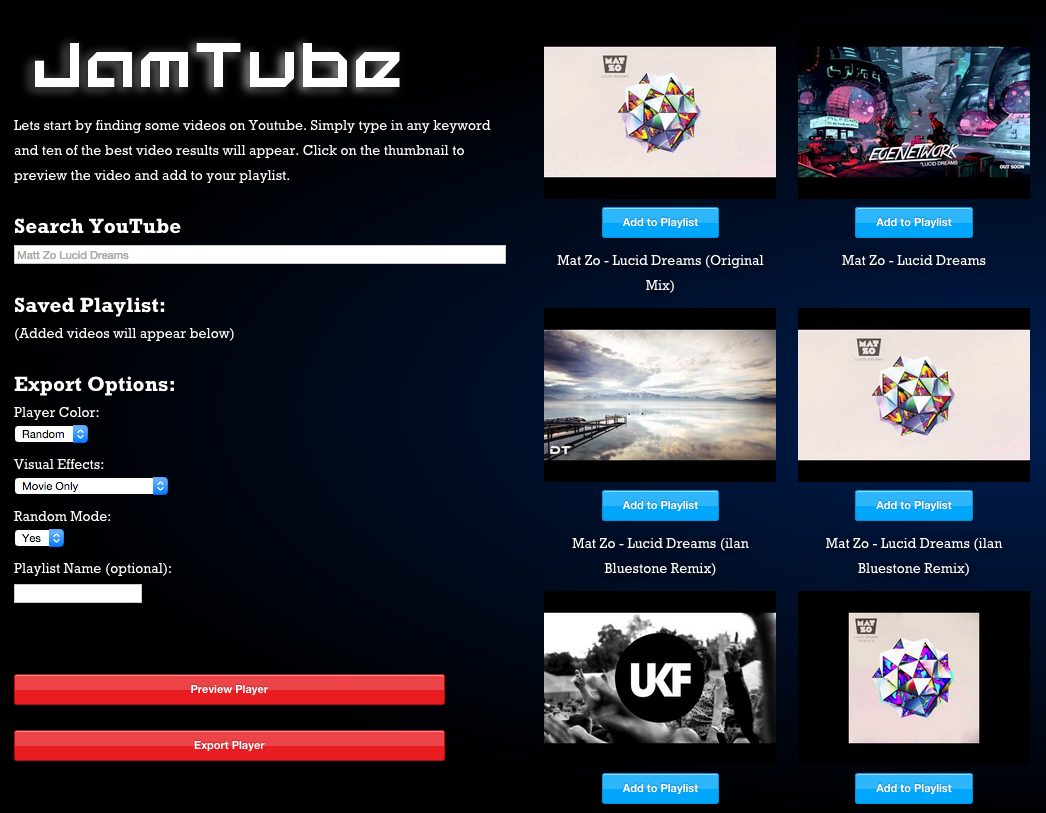 JamTube
Lets start by finding some videos on Youtube. Simply type in any keyword
and ten of the best video results will appear. Click on the thumbnail to
preview the video and add to your playlist.
Search YouTube
Matt Zo Lucid Dreams
Saved Playlist:
(Added videos will appear below)
Export Options:
Player Color:
Random
Visual Effects:
Movie Only
Random Mode:
Yes
Playlist Name (optional):
Preview Player
Export Player
MAT
ZO
LUCID DREAMS
EGENETWORK
"LUCID DREAMS
OUT SOON
Add to Playlist
Add to Playlist
Mat Zo - Lucid Dreams (Original
Mix)
Mat Zo - Lucid Dreams
DT
MAT
ZO
LUCID DREAMS
Add to Playlist
Add to Playlist
Mat Zo - Lucid Dreams (ilan
Bluestone Remix)
Mat Zo - Lucid Dreams (ilan
Bluestone Remix)
UKF
MAT
ZO
Add to Playlist
Add to Playlist